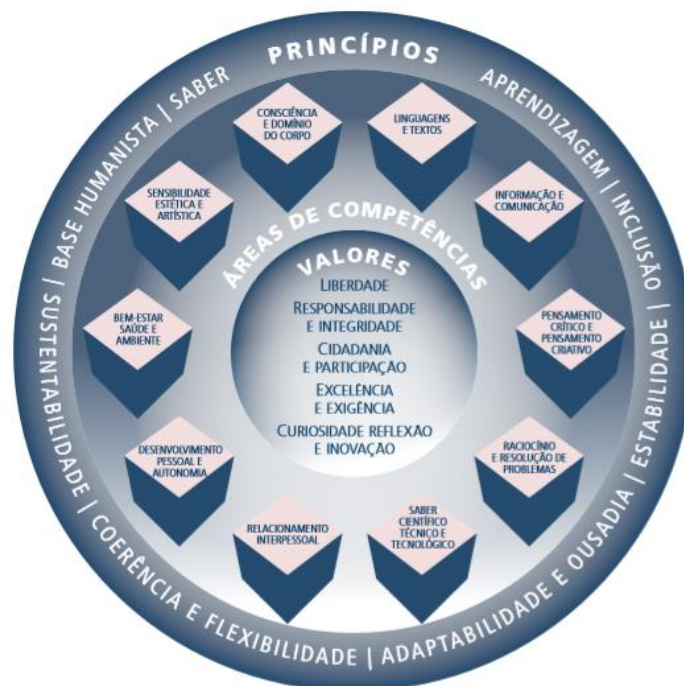 PRINCÍPIOS
APRENDIZAGEM | INCLUSÃO | ESTABILIDADE | ADAPTABILIDADE E OUSADIA | COERÊNCIA E FLEXIBILIDADE | SUSTENTABILIDADE | BASE HUMANISTA | SABER
CONSCIÊNCIA
E DOMÍNIO
DO CORPO
LINGUAGENS
E TEXTOS
SENSIBILIDADE
ESTÉTICA E
ARTÍSTICA
INFORMAÇÃO E
COMUNICAÇÃO
ÁREAS DE COMPETÊNCIAS
VALORES
LIBERDADE
RESPONSABILIDADE
E INTEGRIDADE
CIDADANIA
E PARTICIPAÇÃO
EXCELÊNCIA
E EXIGÊNCIA
CURIOSIDADE REFLEXÃO
E INOVAÇÃO
BEM-ESTAR
SAÚDE E
AMBIENTE
PENSAMENTO
CRÍTICO E
PENSAMENTO
CRIATIVO
DESENVOLVIMENTO
PESSOAL E
AUTONOMIA
RACIOCÍNIO
E RESOLUÇÃO DE
PROBLEMAS
RELACIONAMENTO
INTERPESSOAL
SABER
CIENTÍFICO
TÉCNICO E
TECNOLÓGICO